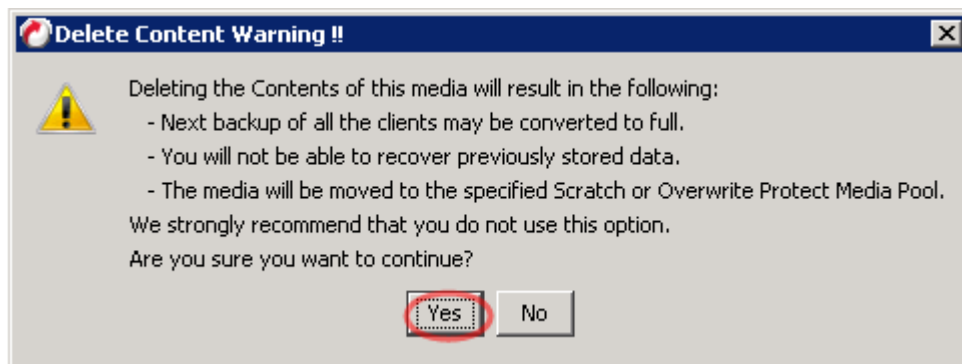 Delete Content Warning !!
Deleting the Contents of this media will result in the following:
- Next backup of all the clients may be converted to full.
- You will not be able to recover previously stored data.
- The media will be moved to the specified Scratch or Overwrite Protect Media Pool.
We strongly recommend that you do not use this option.
Are you sure you want to continue?
Yes No